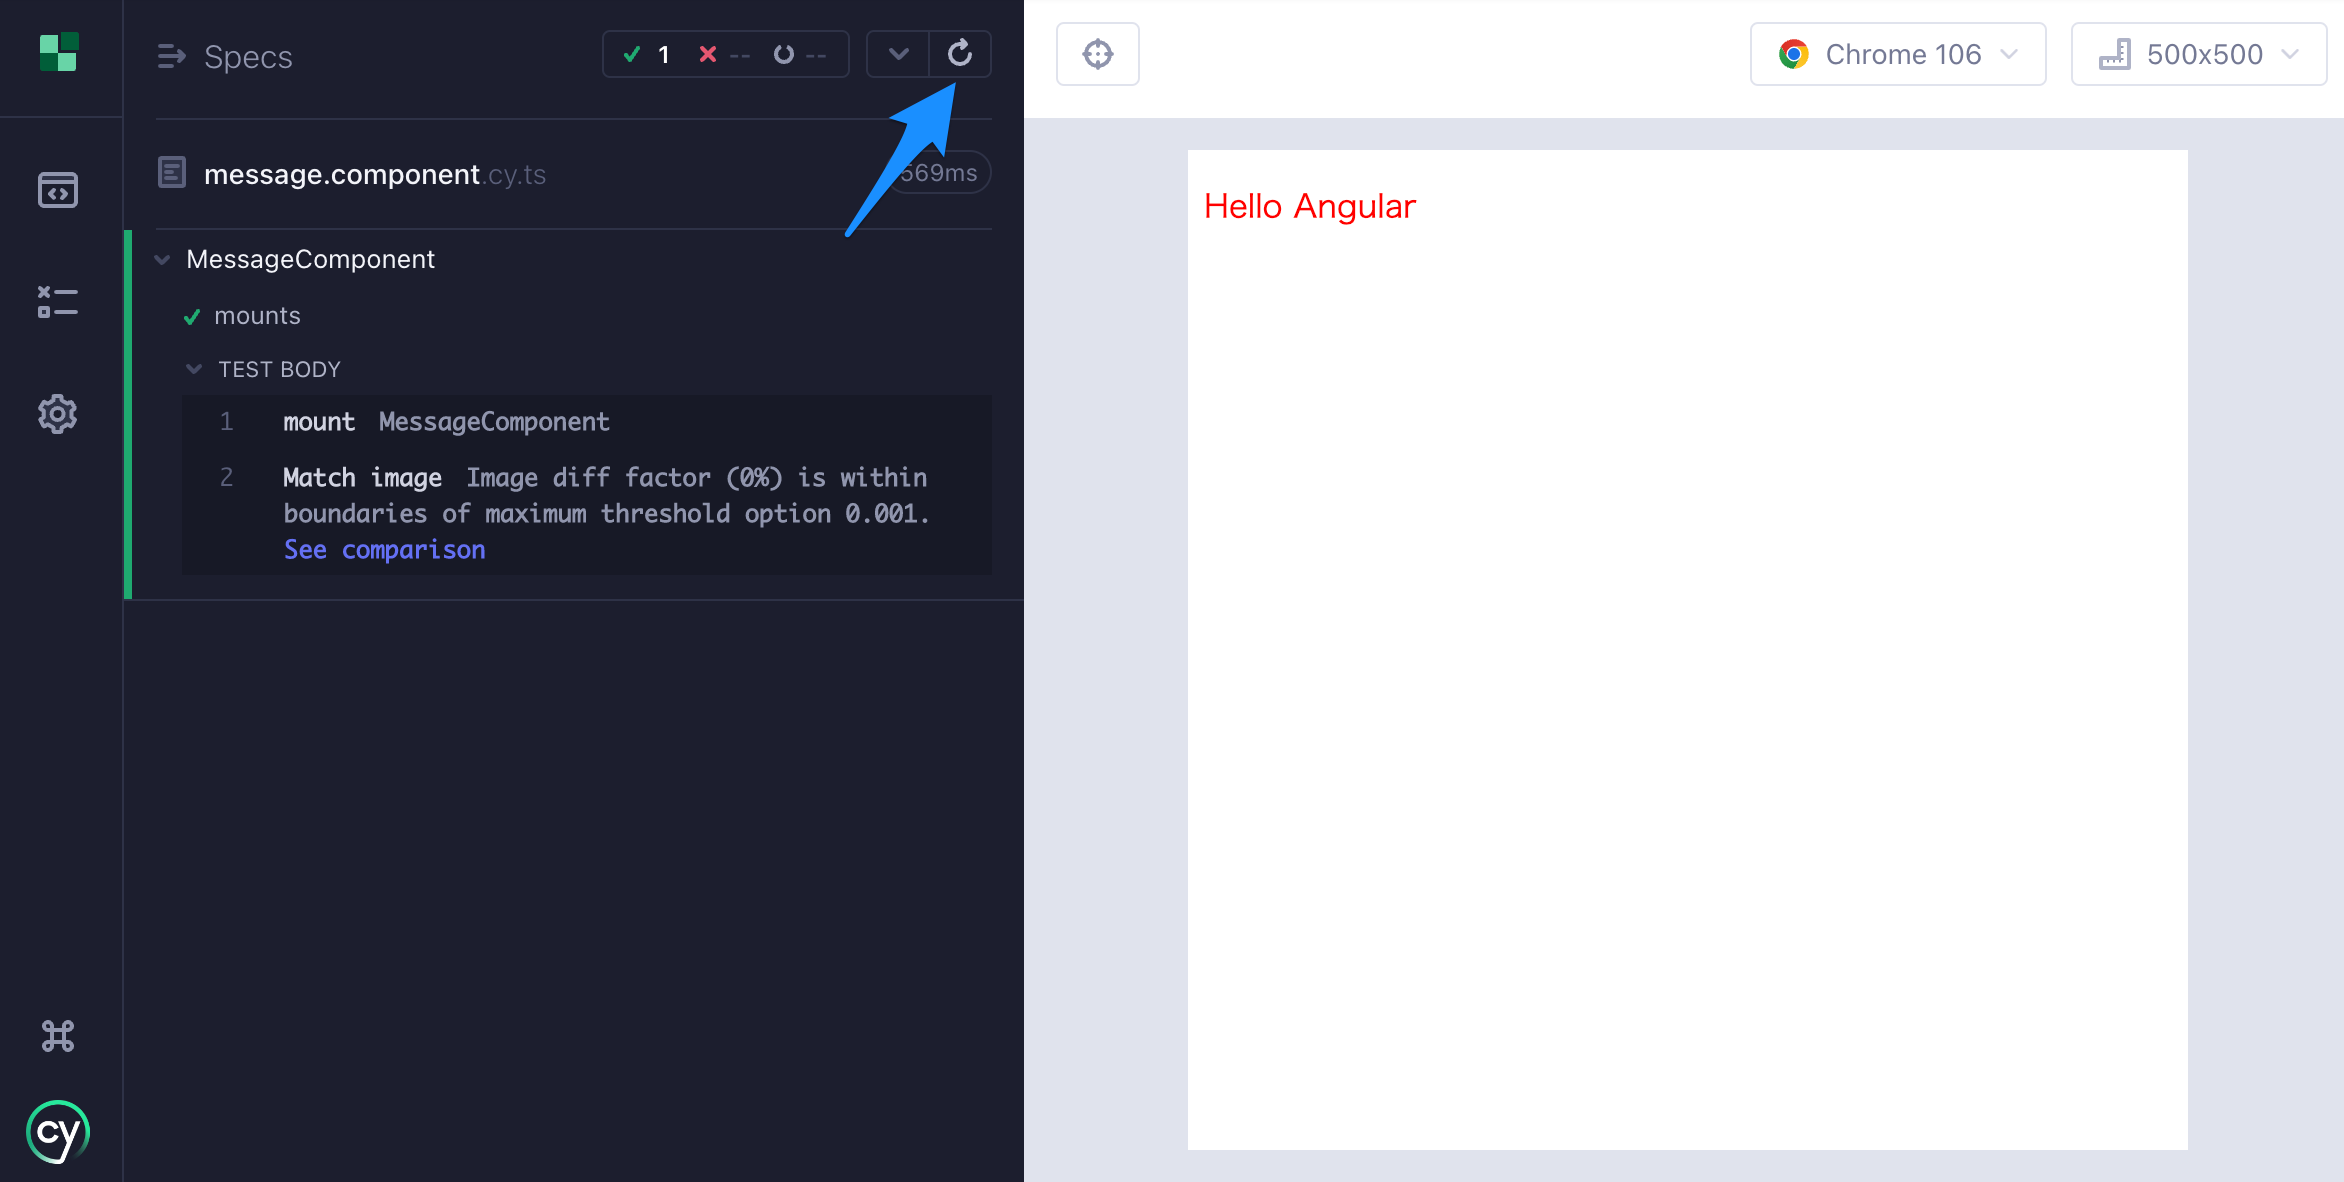 Specs
1 -- --
Chrome 106
500x500
message.component.cy.ts
569ms
Hello Angular
MessageComponent
mounts
TEST BODY
1 mount MessageComponent
2 Match image Image diff factor (0%) is within
boundaries of maximum threshold option 0.001.
See comparison
cy